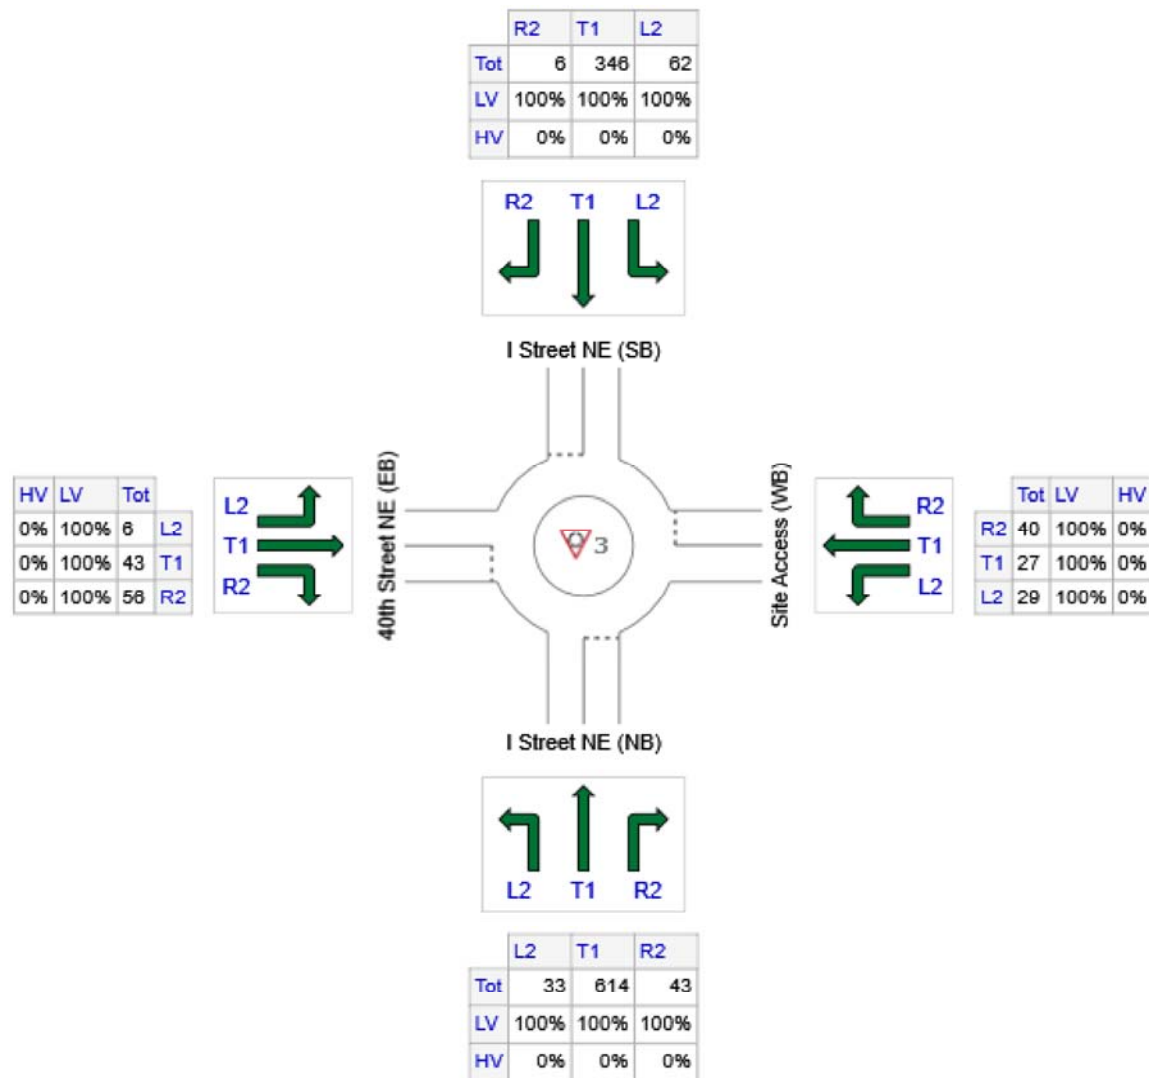 R2 T1 L2
Tot 6 346 62
LV 100% 100% 100%
HV 0% 0% 0%
R2 T1 L2
I Street NE (SB)
HV LV Tot
0% 100% 6 L2
0% 100% 43 T1
0% 100% 56 R2
L2
T1
R2
40th Street NE (EB)
3
Site Access (WB)
R2
T1
L2
Tot LV HV
R2 40 100% 0%
T1 27 100% 0%
L2 29 100% 0%
I Street NE (NB)
L2 T1 R2
L2 T1 R2
Tot 33 614 43
LV 100% 100% 100%
HV 0% 0% 0%